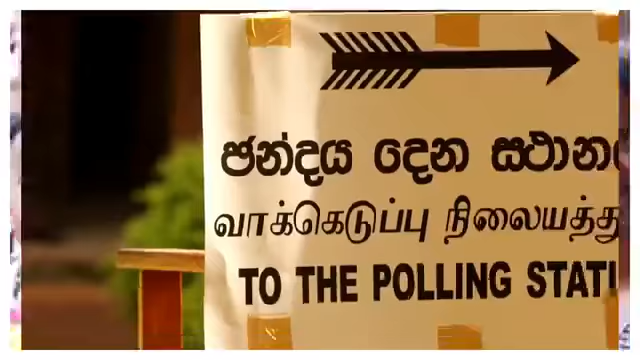 ඡන්දය දෙන ස්ථාන
வாக்கெடுப்பு நிலையத்து
TO THE POLLING STATI